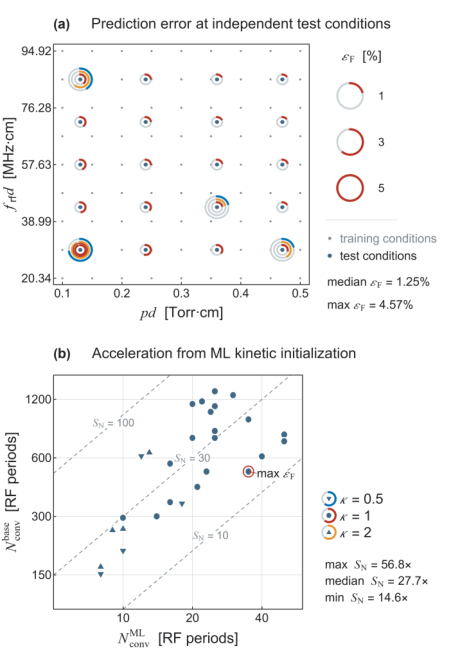 (a) Prediction error at independent test conditions
94.92
76.28
57.63
38.99
20.34
f_rf d [MHz·cm]
0.1 0.2 0.3 0.4 0.5
pd [Torr·cm]
ε_F [%]
1
3
5
training conditions
test conditions
median ε_F = 1.25%
max ε_F = 4.57%
(b) Acceleration from ML kinetic initialization
1200
600
300
150
N_conv^base [RF periods]
S_N = 100
S_N = 30
S_N = 10
max ε_F
10 20 40
N_conv^ML [RF periods]
κ = 0.5
κ = 1
κ = 2
max S_N = 56.8×
median S_N = 27.7×
min S_N = 14.6×